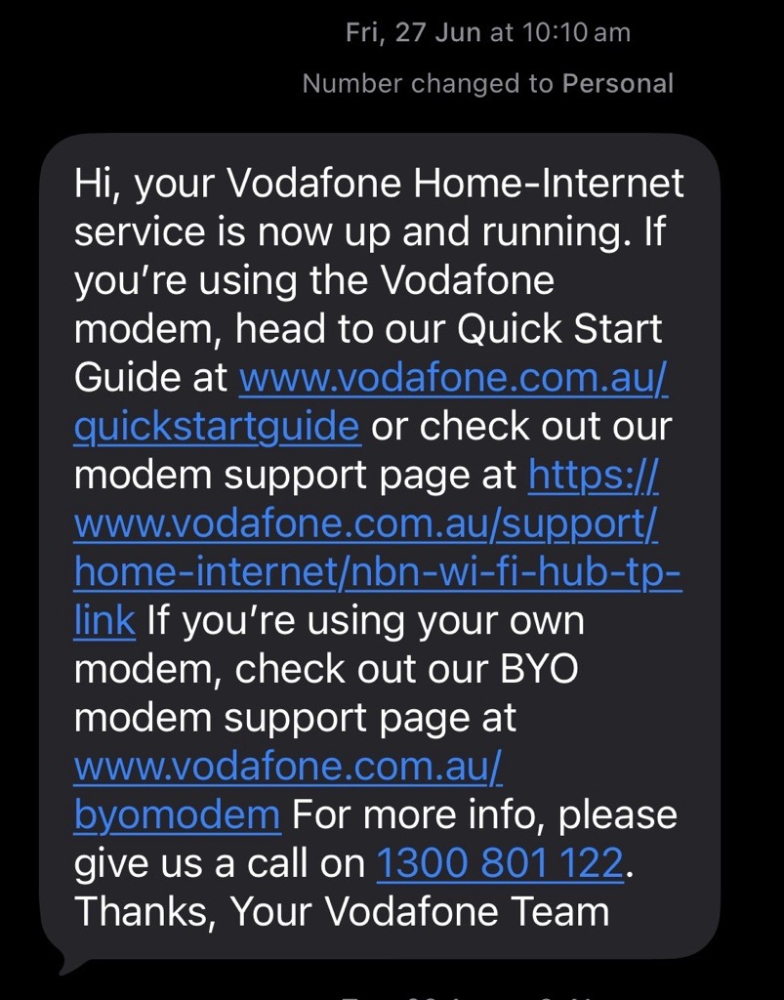 Fri, 27 Jun at 10:10 am
Number changed to Personal
Hi, your Vodafone Home-Internet
service is now up and running. If
you're using the Vodafone
modem, head to our Quick Start
Guide at www.vodafone.com.au/
quickstartguide or check out our
modem support page at https://
www.vodafone.com.au/support/
home-internet/nbn-wi-fi-hub-tp-
link If you're using your own
modem, check out our BYO
modem support page at
www.vodafone.com.au/
byomodem For more info, please
give us a call on 1300 801 122.
Thanks, Your Vodafone Team